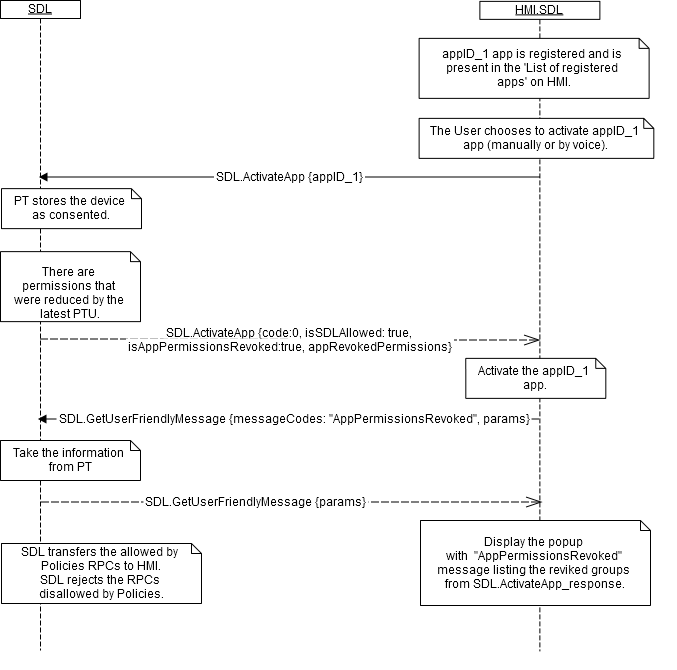 SDL
HMI.SDL
appID_1 app is registered and is
present in the 'List of registered
apps' on HMI.
The User chooses to activate appID_1
app (manually or by voice).
SDL.ActivateApp {appID_1}
PT stores the device
as consented.
There are
permissions that
were reduced by the
latest PTU.
SDL.ActivateApp {code:0, isSDLAllowed: true,
isAppPermissionsRevoked:true, appRevokedPermissions}
Activate the appID_1
app.
SDL.GetUserFriendlyMessage {messageCodes: "AppPermissionsRevoked", params}
Take the information
from PT
SDL.GetUserFriendlyMessage {params}
SDL transfers the allowed by
Policies RPCs to HMI.
SDL rejects the RPCs
disallowed by Policies.
Display the popup
with "AppPermissionsRevoked"
message listing the reviked groups
from SDL.ActivateApp_response.